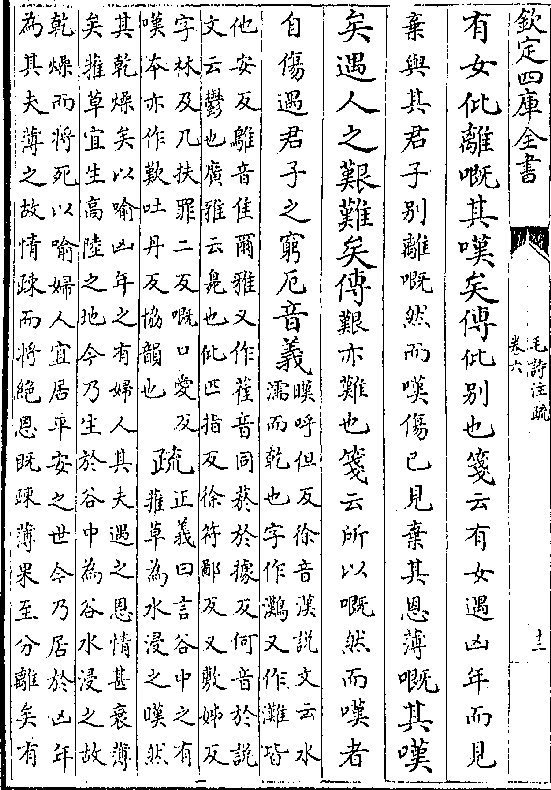 欽定四庫全書
毛詩注疏
卷六
十三
有女仳離嘅其嘆矣傳仳别也箋云有女遇凶年而見
棄與其君子别離嘅然而嘆傷已見棄其恩薄嘅其嘆
矣遇人之艱難矣傳艱亦難也箋云所以嘅然而嘆者
自傷遇君子之窮厄音義
暵呼但反徐音漢説文云水
濡而乾也字作灘又作灘皆
他安反鵻音隹爾雅又作萑音同菸於據反何音於説
文云鬱也廣雅云臰也仳匹指反徐符鄙反又敷姊反
字林及几扶罪二反嘅口愛反
嘆本亦作歎吐丹反協韻也
疏
正義曰言谷中之有
蓷草為水浸之暵然
其乾燥矣以喻凶年之有婦人其夫遇之恩情甚衰薄
矣蓷草宜生高陸之地今乃生於谷中為谷水浸之故
乾燥而將死以喻婦人宜居平安之世今乃居於凶年
為其夫薄之故情疎而將絶恩既疎薄果至分離矣有